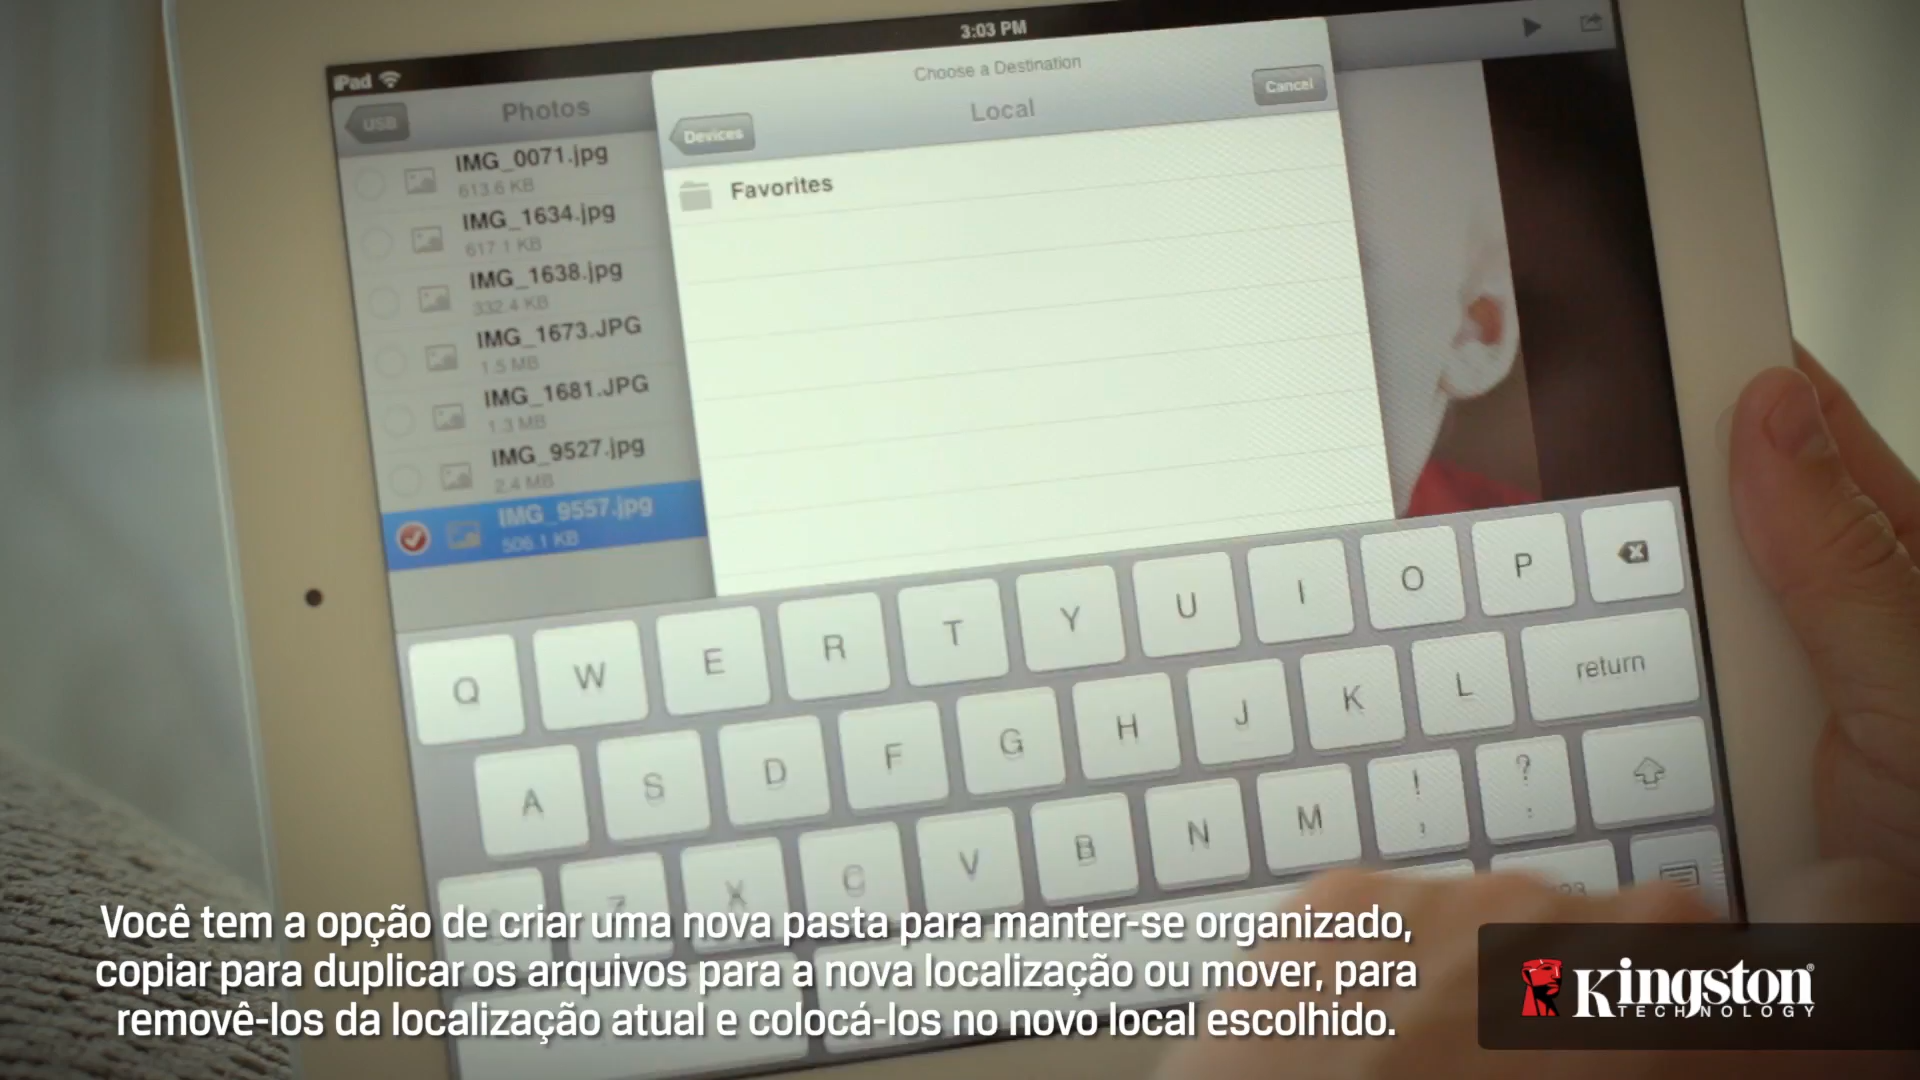 3:03 PM
iPad
Choose a Destination
USB
Photos
Devices
Local
Cancel
IMG_0071.jpg
613.6 KB
IMG_1634.jpg
617.1 KB
IMG_1638.jpg
332.4 KB
IMG_1673.JPG
1.5 MB
IMG_1681.JPG
1.3 MB
IMG_9527.jpg
2.4 MB
IMG_9557.jpg
506.1 KB
Favorites
Q W E R T Y U I O P
A S D F G H J K L return
Z X C V B N M ! , ? .
Você tem a opção de criar uma nova pasta para manter-se organizado,
copiar para duplicar os arquivos para a nova localização ou mover, para
removê-los da localização atual e colocá-los no novo local escolhido.
Kingston®
TECHNOLOGY